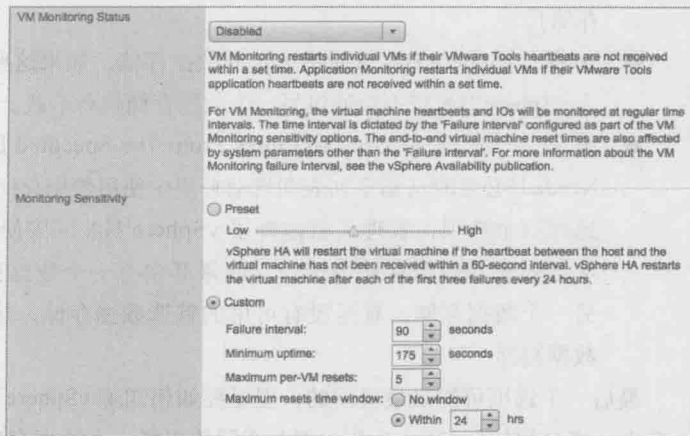 VM Monitoring Status
Disabled
VM Monitoring restarts individual VMs if their VMware Tools heartbeats are not received
within a set time. Application Monitoring restarts individual VMs if their VMware Tools
application heartbeats are not received within a set time.
For VM Monitoring, the virtual machine heartbeats and IOs will be monitored at regular time
intervals. The time interval is dictated by the 'Failure interval' configured as part of the VM
Monitoring sensitivity options. The end-to-end virtual machine reset times are also affected
by system parameters other than the 'Failure interval'. For more information about the VM
Monitoring failure interval, see the vSphere Availability publication.
Monitoring Sensitivity
Preset
Low High
vSphere HA will restart the virtual machine if the heartbeat between the host and the
virtual machine has not been received within a 60-second interval. vSphere HA restarts
the virtual machine after each of the first three failures every 24 hours.
Custom
Failure interval: 90 seconds
Minimum uptime: 175 seconds
Maximum per-VM resets: 5
Maximum resets time window: No window
Within 24 hrs